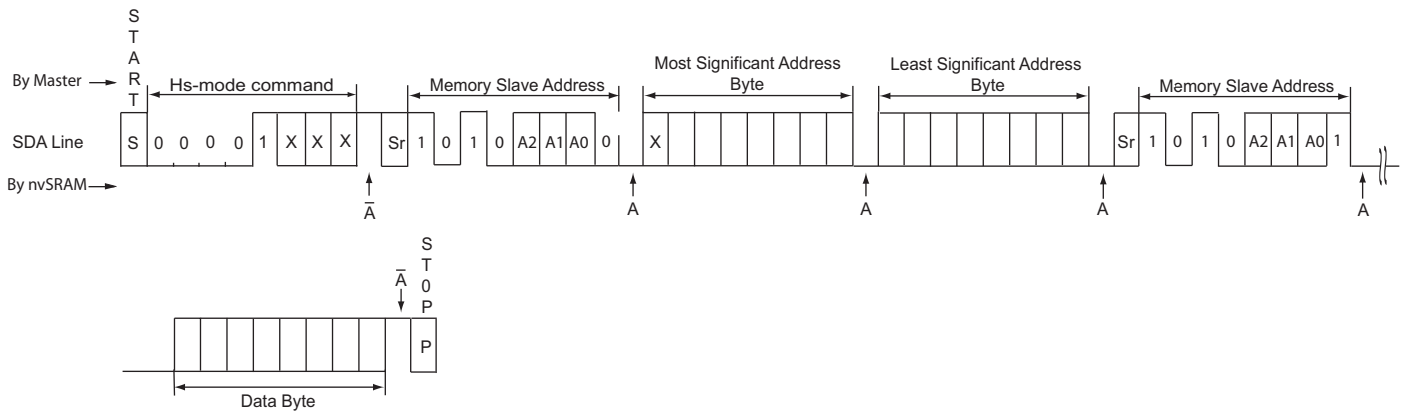 START
By Master
Hs-mode command
Memory Slave Address
Most Significant Address
Byte
Least Significant Address
Byte
Memory Slave Address
SDA Line
S 0 0 0 0 1 X X X Sr 1 0 1 0 A2 A1 A0 0 X Sr 1 0 1 0 A2 A1 A0 1
By nvSRAM
A̅ A A A A
A̅
ST0P
P
Data Byte